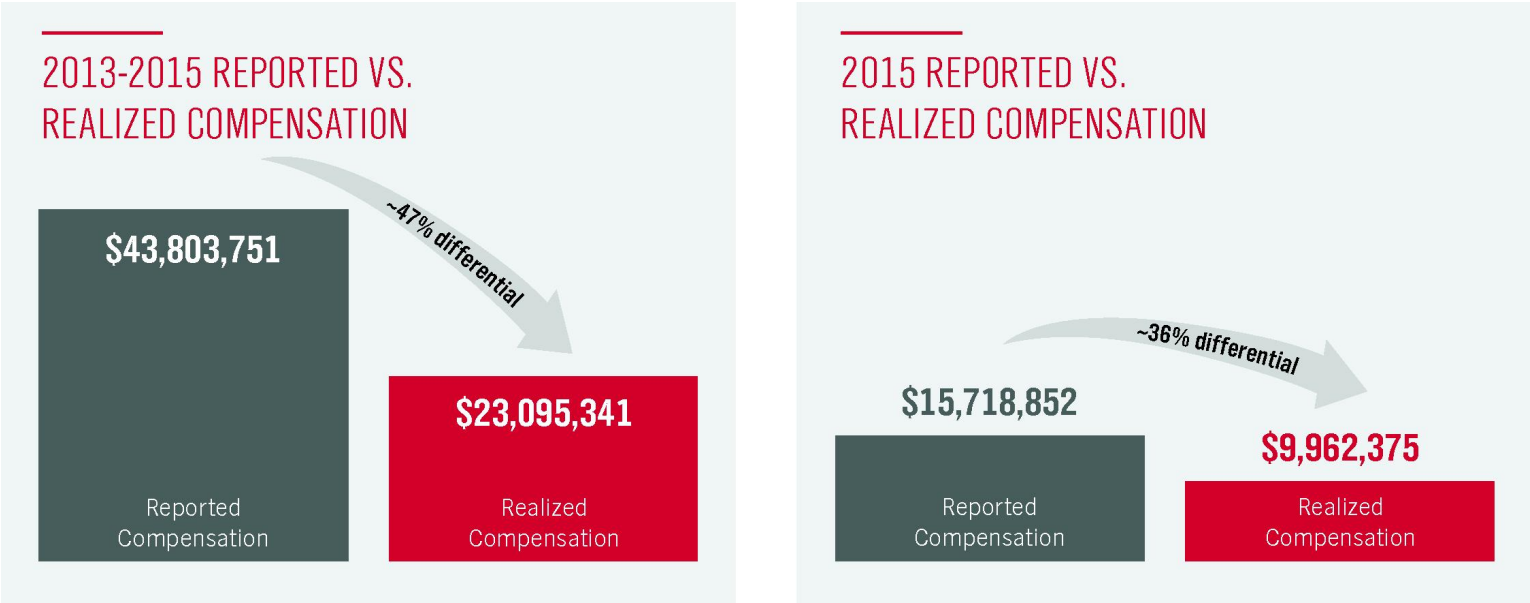 2013-2015 REPORTED VS.
REALIZED COMPENSATION
~47% differential
$43,803,751
Reported
Compensation
$23,095,341
Realized
Compensation
2015 REPORTED VS.
REALIZED COMPENSATION
~36% differential
$15,718,852
Reported
Compensation
$9,962,375
Realized
Compensation